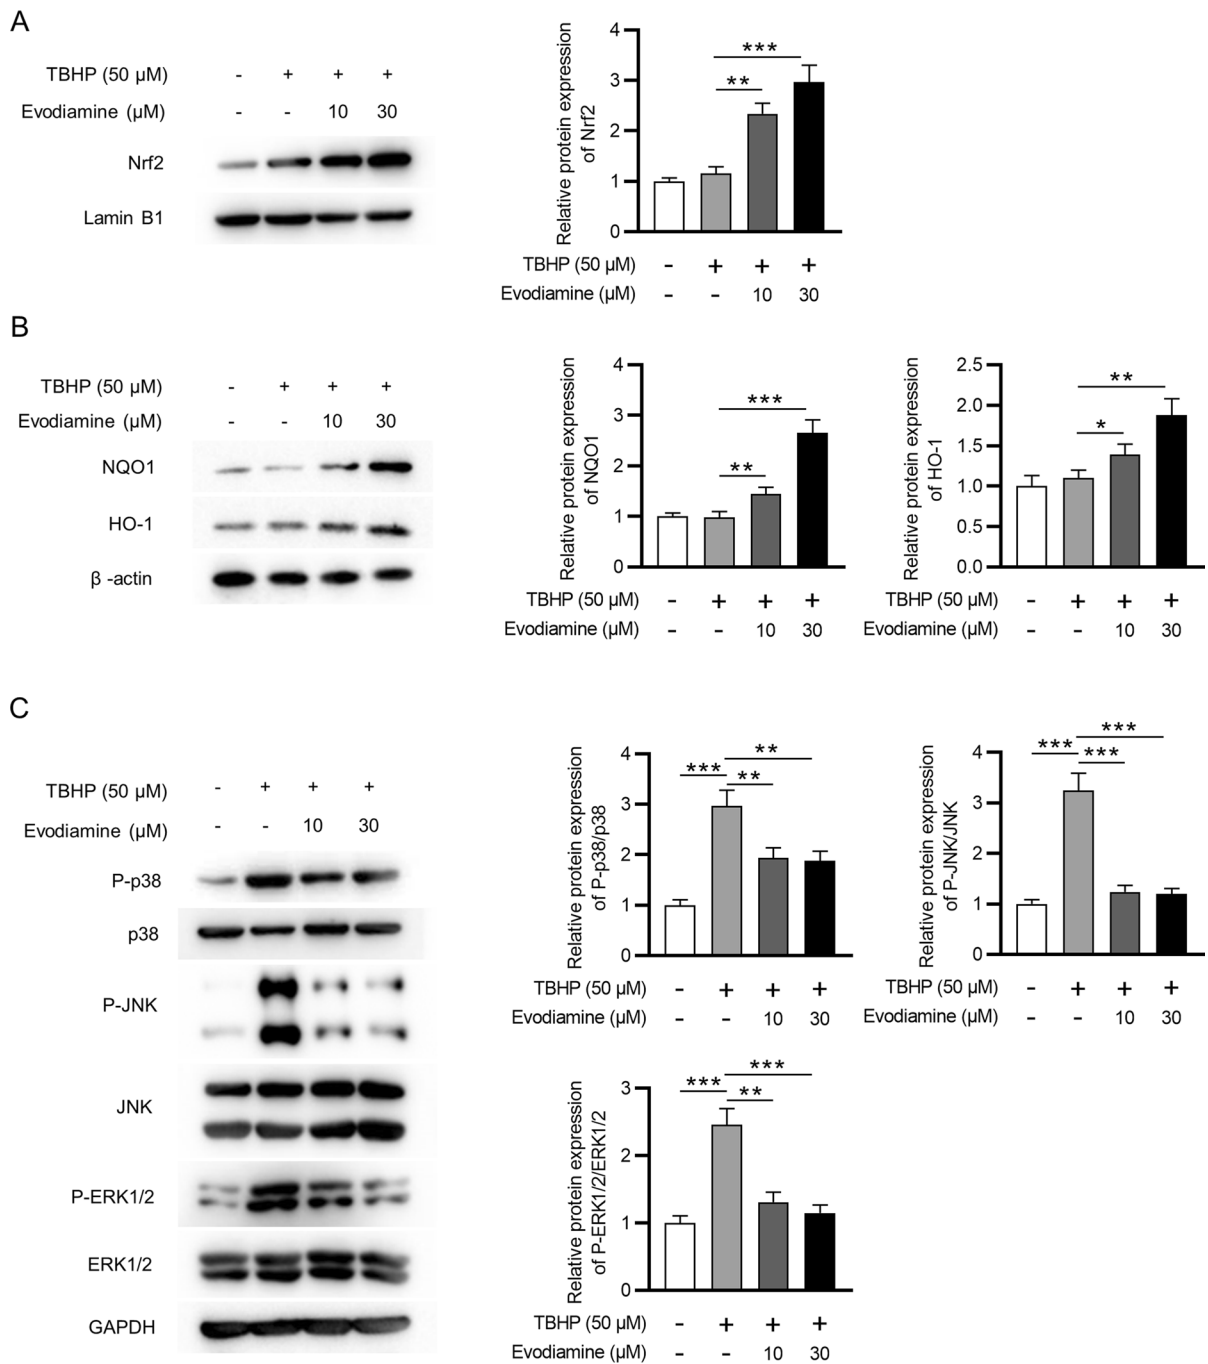 A
TBHP (50 μM) - + + +
Evodiamine (μM) - - 10 30
Nrf2
Lamin B1
Relative protein expression
of Nrf2
4
3
2
1
0
***
**
TBHP (50 μM) - + + +
Evodiamine (μM) - - 10 30
B
TBHP (50 μM) - + + +
Evodiamine (μM) - - 10 30
NQO1
HO-1
β -actin
Relative protein expression
of NQO1
4
3
2
1
0
***
**
TBHP (50 μM) - + + +
Evodiamine (μM) - - 10 30
Relative protein expression
of HO-1
2.5
2.0
1.5
1.0
0.5
0.0
**
*
TBHP (50 μM) - + + +
Evodiamine (μM) - - 10 30
C
TBHP (50 μM) - + + +
Evodiamine (μM) - - 10 30
P-p38
p38
P-JNK
JNK
P-ERK1/2
ERK1/2
GAPDH
Relative protein expression
of P-p38/p38
4
3
2
1
0
**
*** **
TBHP (50 μM) - + + +
Evodiamine (μM) - - 10 30
Relative protein expression
of P-JNK/JNK
4
3
2
1
0
***
*** ***
TBHP (50 μM) - + + +
Evodiamine (μM) - - 10 30
Relative protein expression
of P-ERK1/2/ERK1/2
3
2
1
0
***
*** **
TBHP (50 μM) - + + +
Evodiamine (μM) - - 10 30